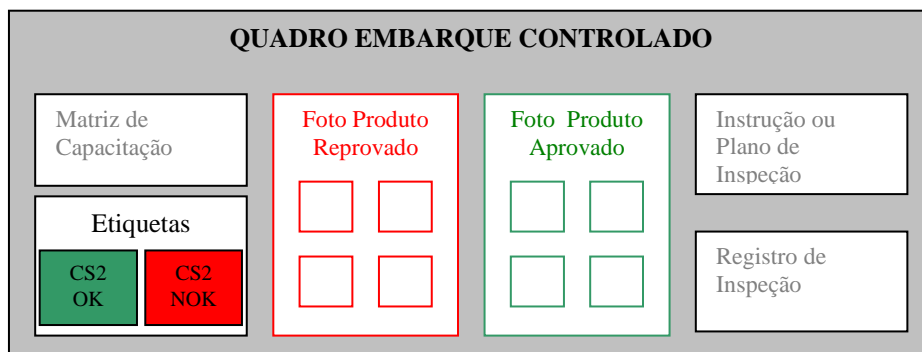 QUADRO EMBARQUE CONTROLADO
Matriz de
Capacitação
Etiquetas
CS2
OK
CS2
NOK
Foto Produto
Reprovado
Foto Produto
Aprovado
Instrução ou
Plano de
Inspeção
Registro de
Inspeção